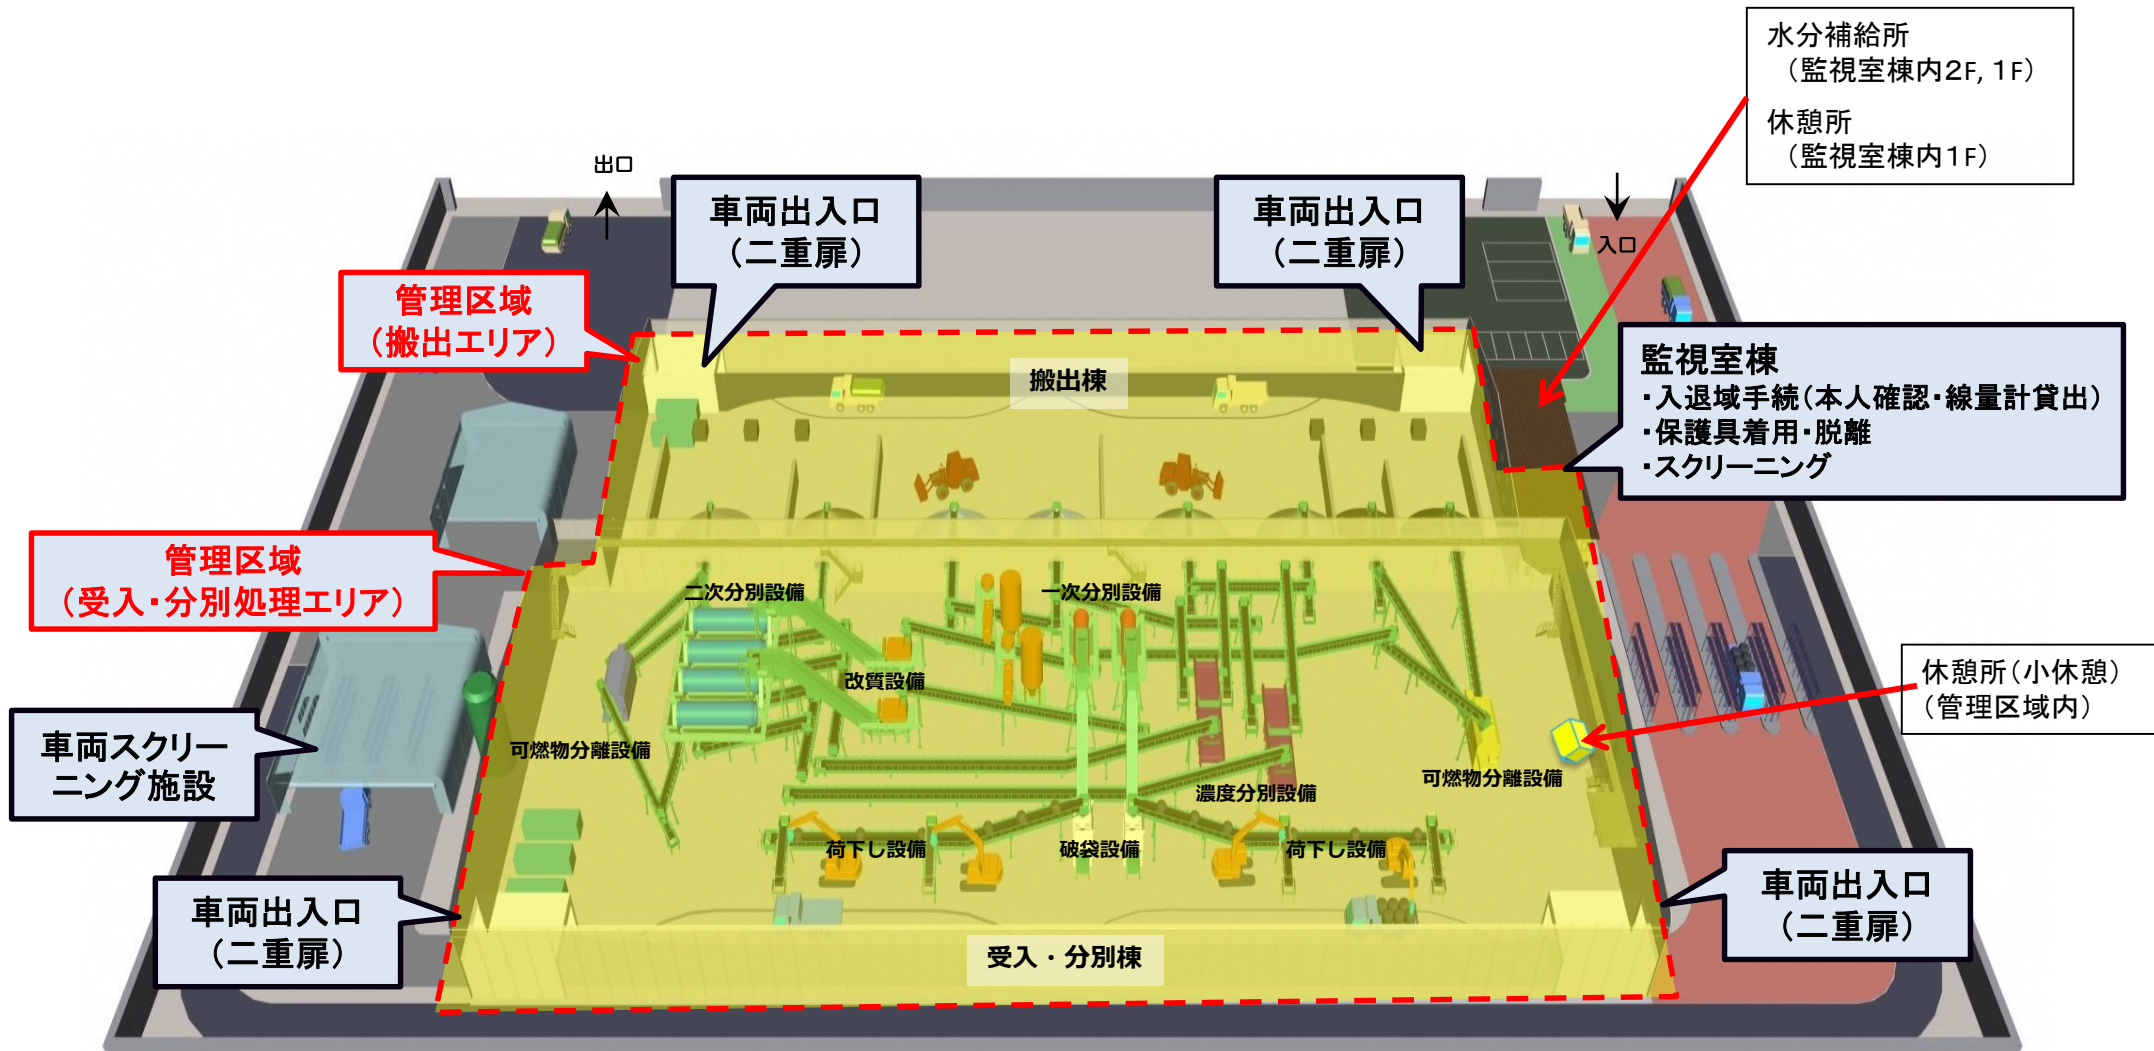 水分補給所
（監視室棟内２F, １F）
休憩所
（監視室棟内１F）
出口
車両出入口
（二重扉）
車両出入口
（二重扉）
入口
管理区域
（搬出エリア）
監視室棟
・入退域手続（本人確認・線量計貸出）
・保護具着用・脱離
・スクリーニング
搬出棟
管理区域
（受入・分別処理エリア）
二次分別設備
一次分別設備
改質設備
休憩所（小休憩）
（管理区域内）
車両スクリー
ニング施設
可燃物分離設備
可燃物分離設備
濃度分別設備
荷下し設備
破袋設備
荷下し設備
車両出入口
（二重扉）
車両出入口
（二重扉）
受入・分別棟